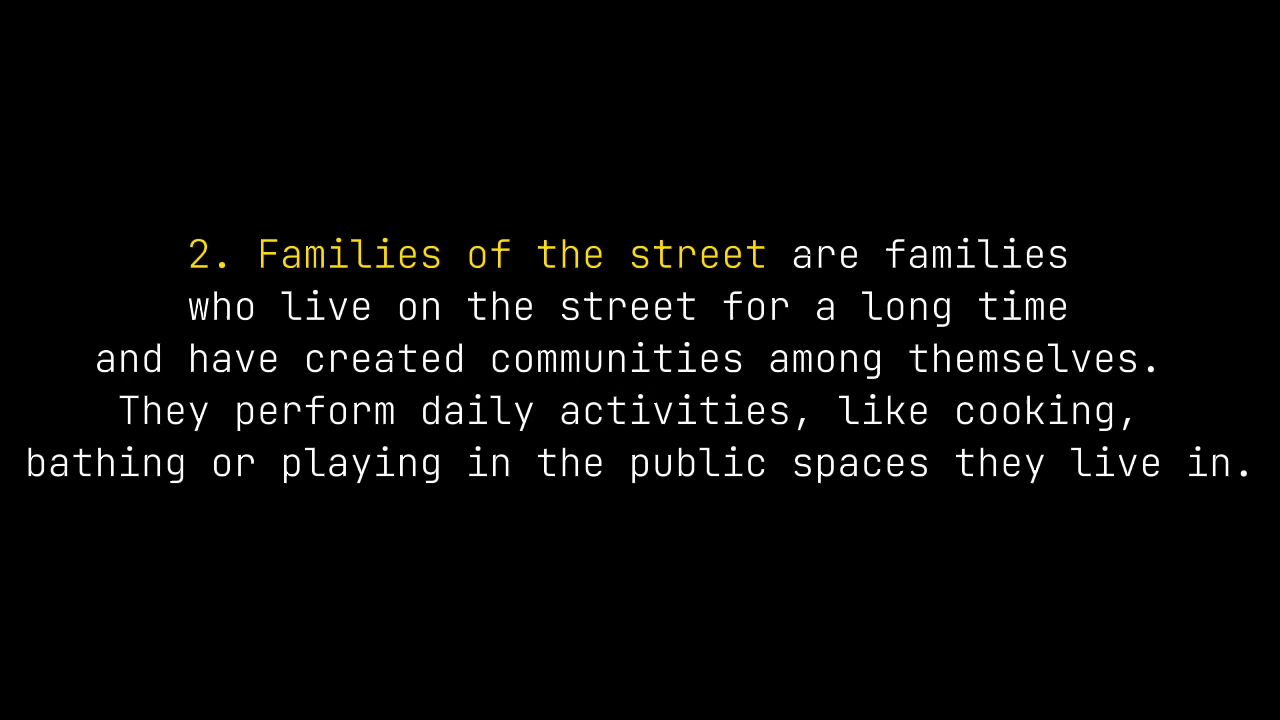 2. Families of the street are families
who live on the street for a long time
and have created communities among themselves.
They perform daily activities, like cooking,
bathing or playing in the public spaces they live in.